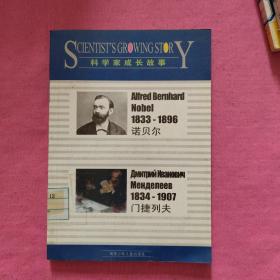 SCIENTIST'S GROWING STORY
科学家成长故事
Alfred Bernhard
Nobel
1833 - 1896
诺贝尔
Дмитрий Иванович
Менделеев
1834 - 1907
门捷列夫